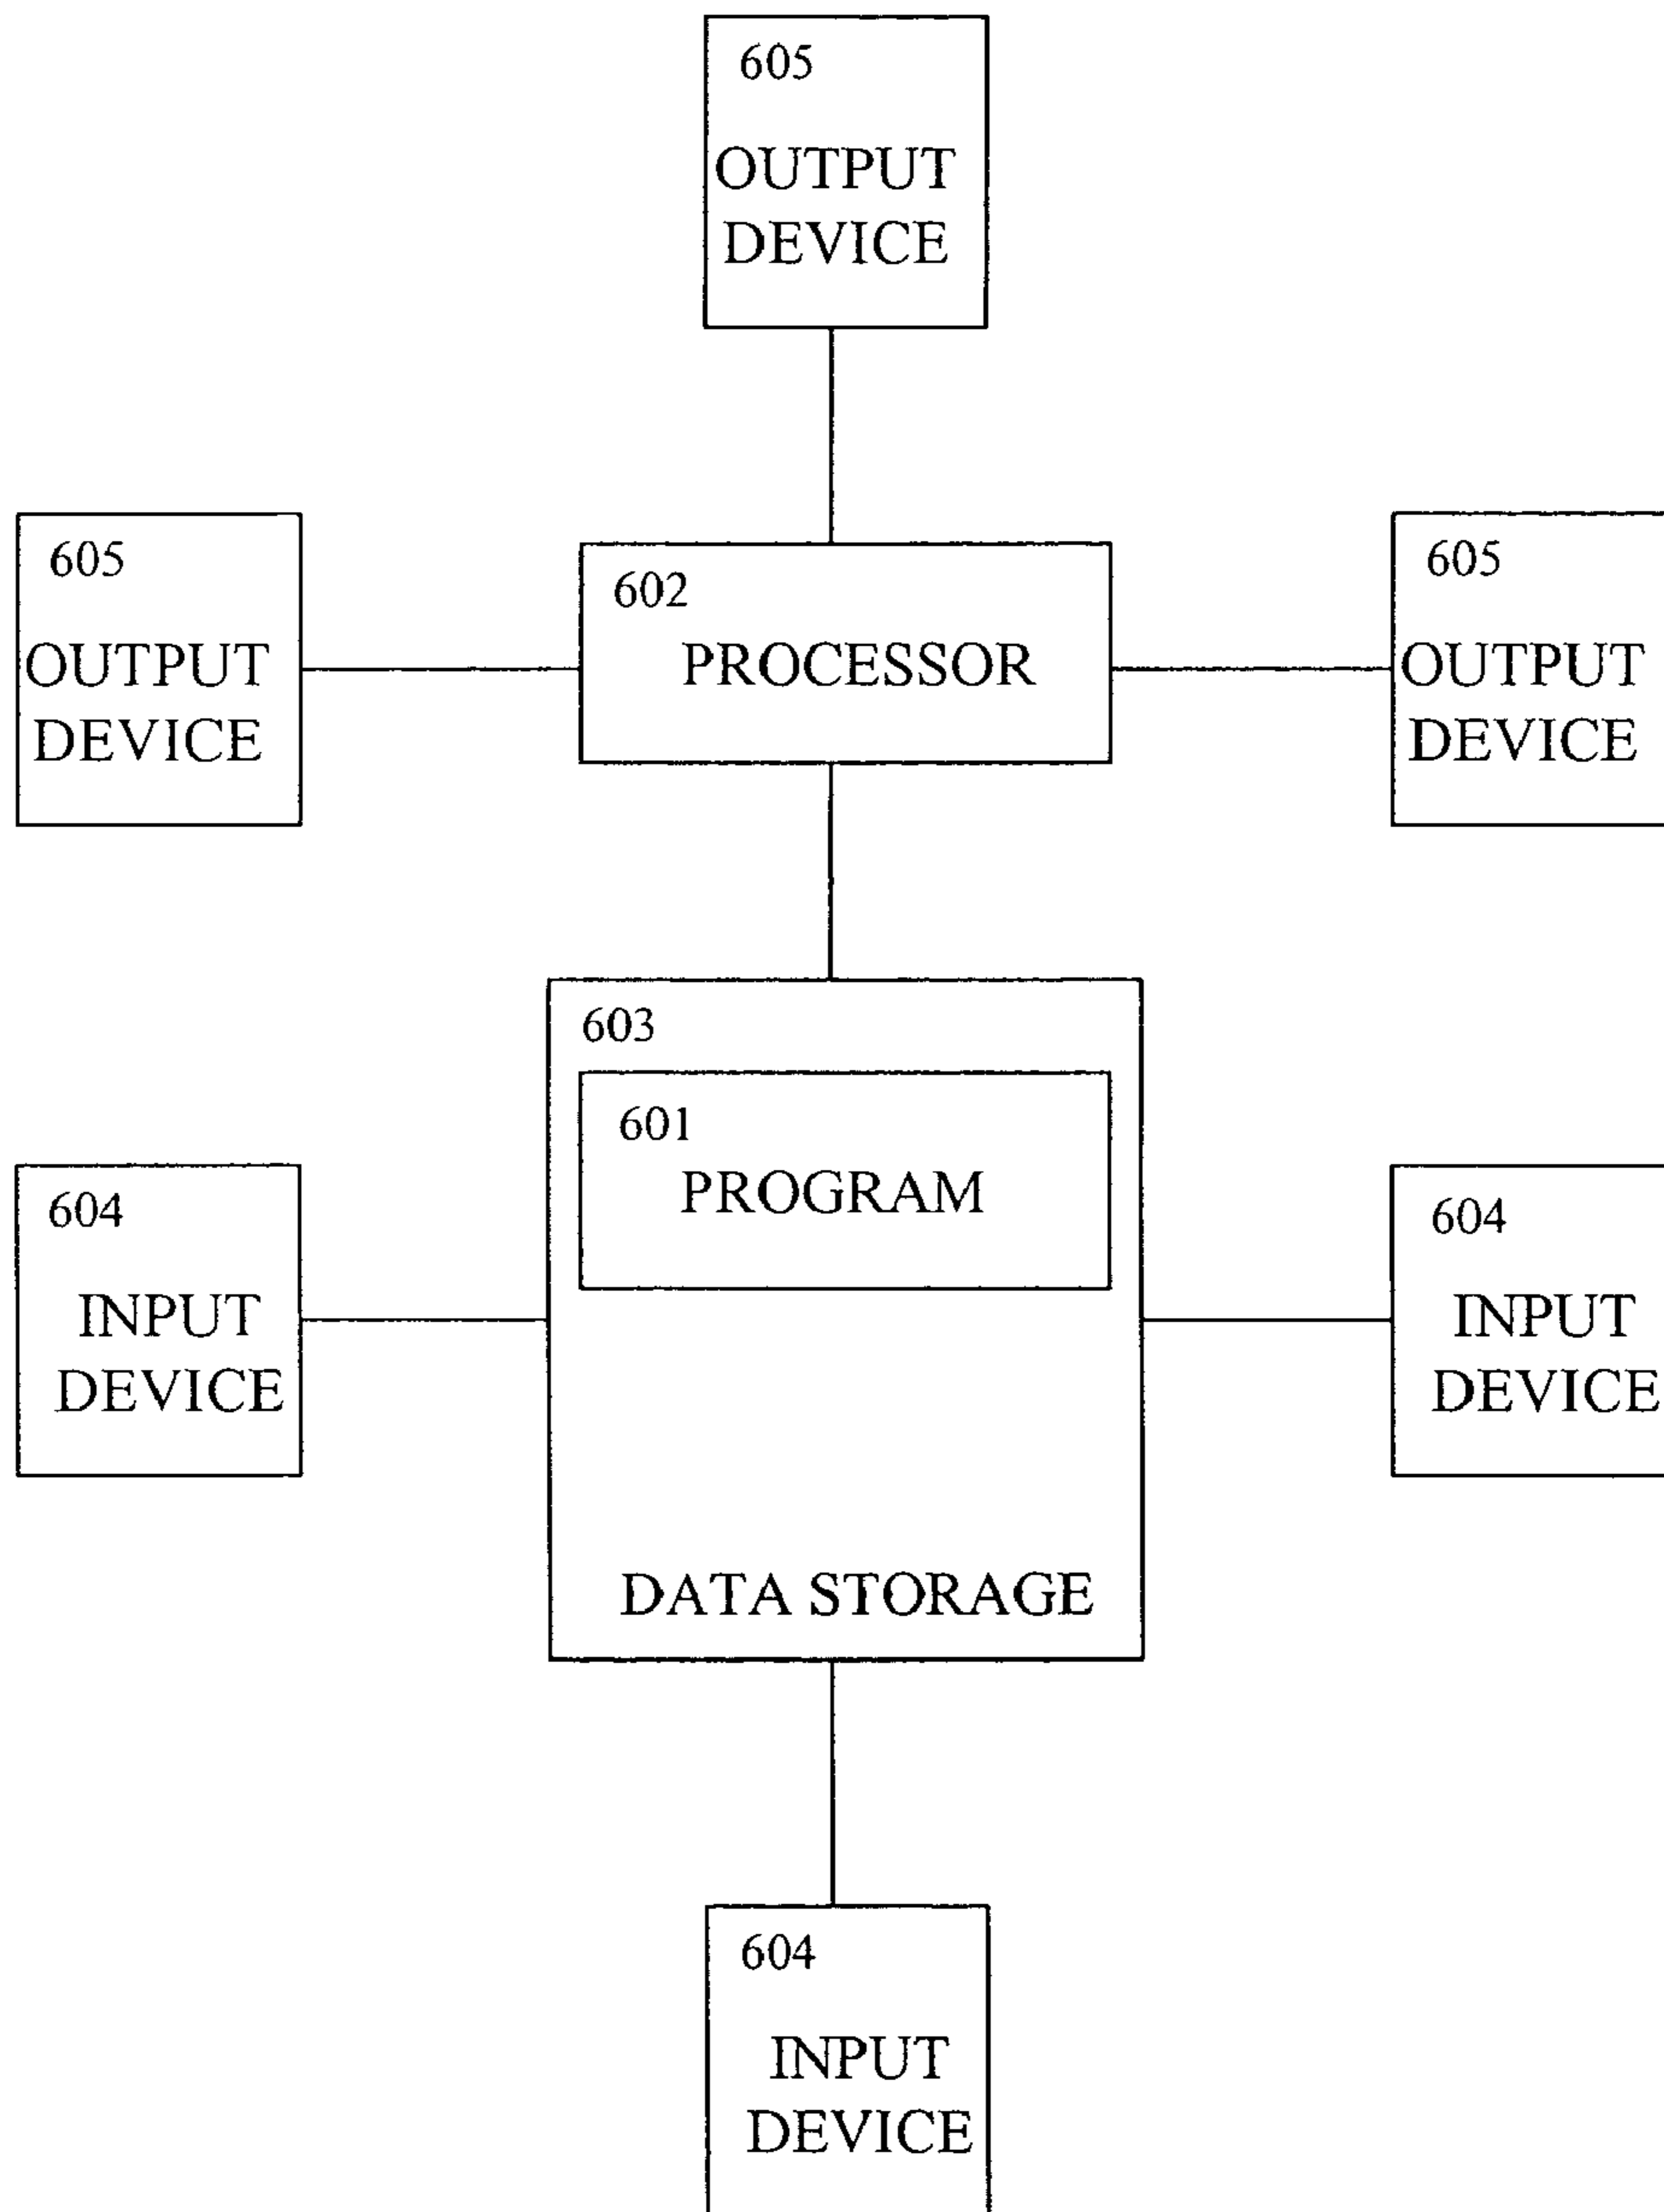 605
OUTPUT
DEVICE
605
OUTPUT
DEVICE
602
PROCESSOR
605
OUTPUT
DEVICE
603
601
PROGRAM
604
INPUT
DEVICE
604
INPUT
DEVICE
DATA STORAGE
604
INPUT
DEVICE